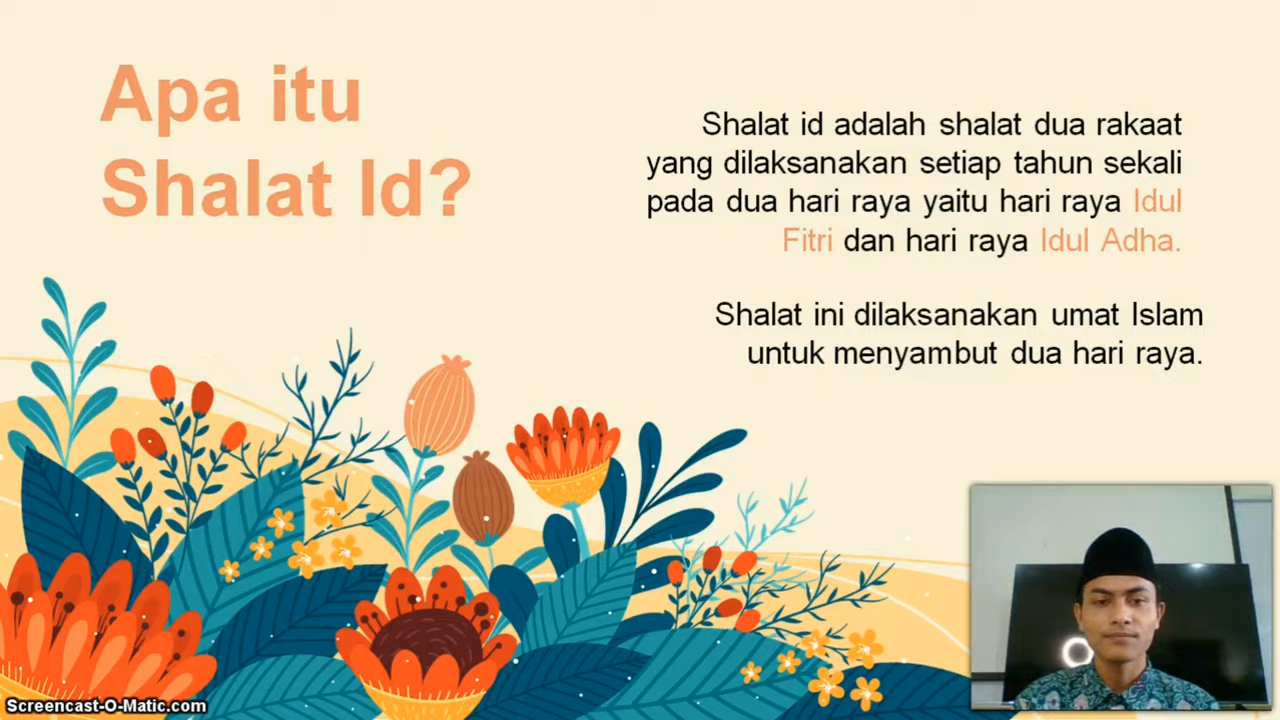 Apa itu
Shalat Id?
Shalat id adalah shalat dua rakaat
yang dilaksanakan setiap tahun sekali
pada dua hari raya yaitu hari raya Idul
Fitri dan hari raya Idul Adha.
Shalat ini dilaksanakan umat Islam
untuk menyambut dua hari raya.
Screencast-O-Matic.com